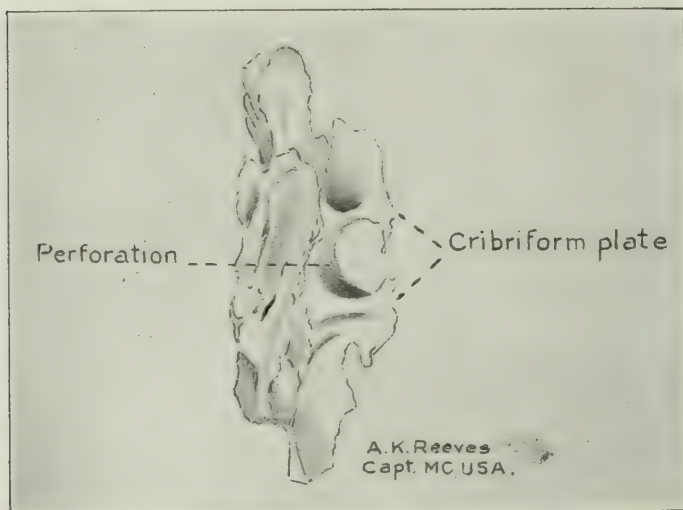 Perforation
Cribriform plate
A.K.Reeves
Capt. MC USA.